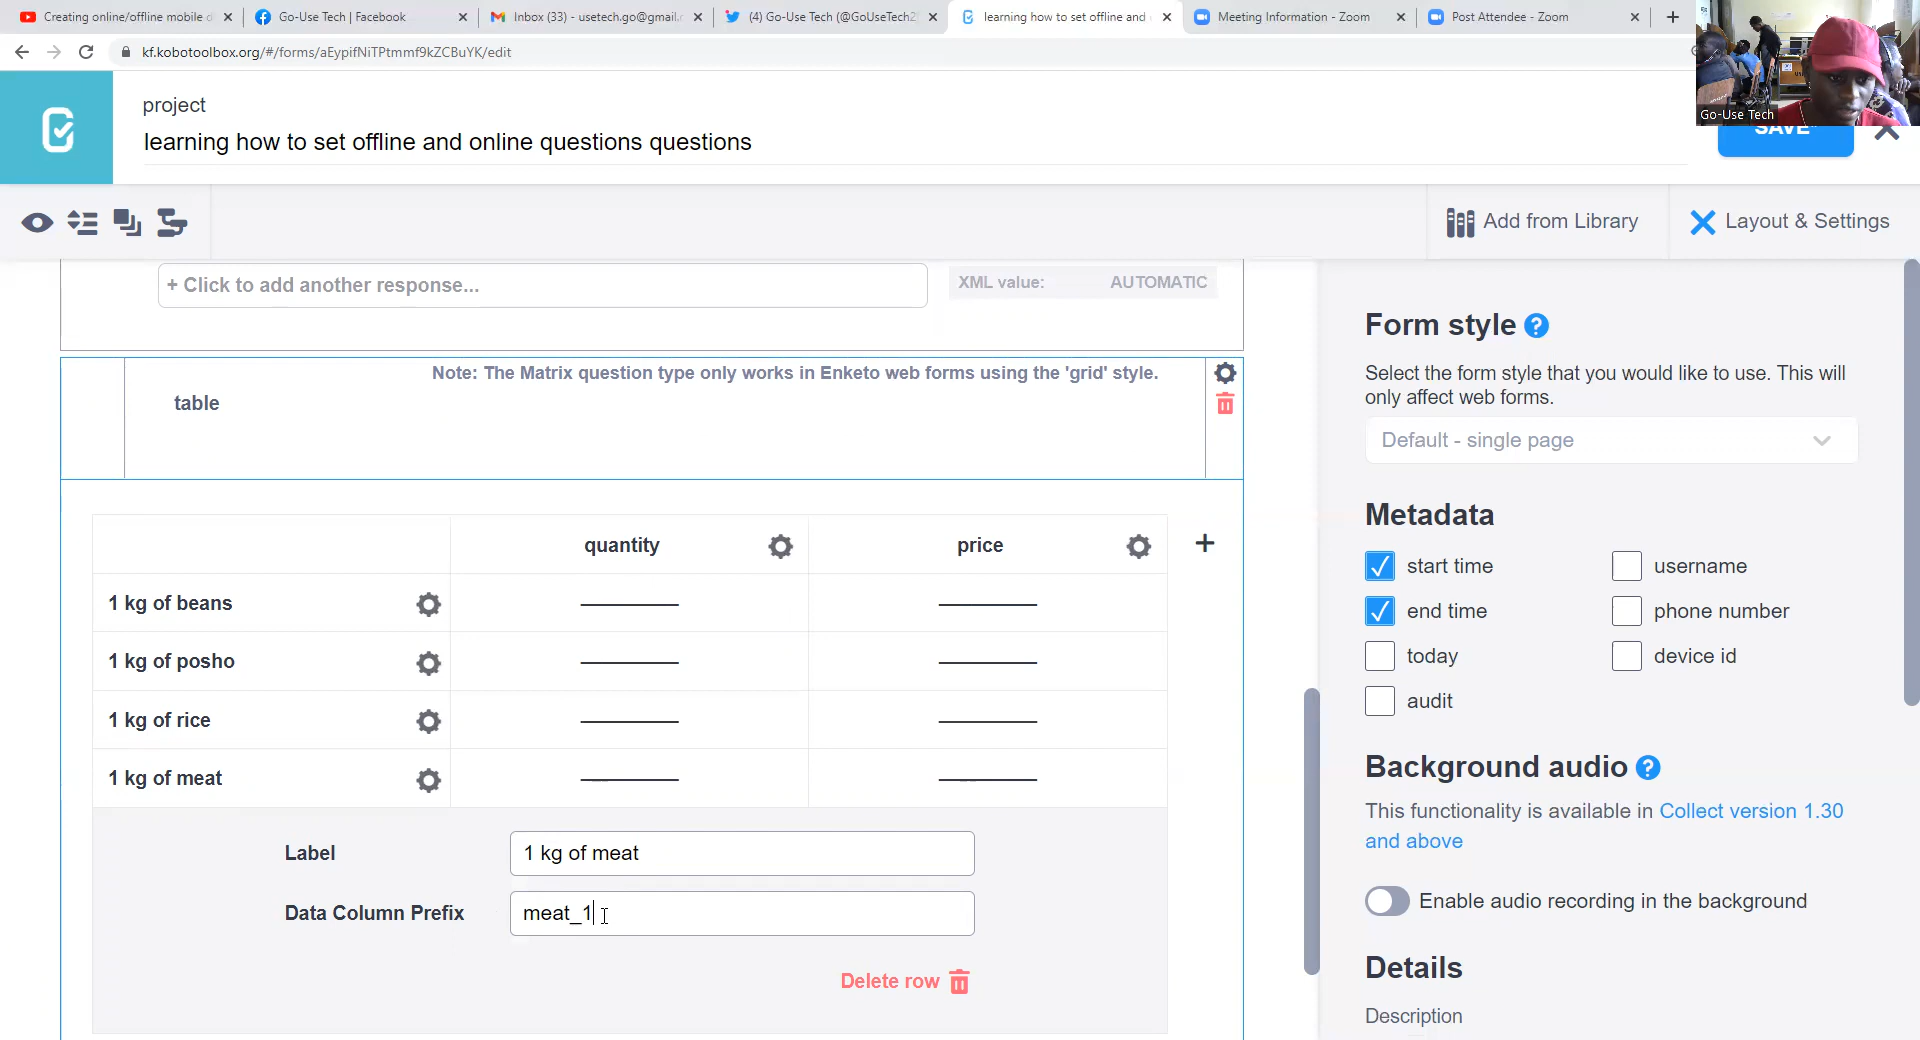 Creating online/offline mobile d
Go-Use Tech | Facebook
Inbox (33) - usetech.go@gmail.
(4) Go-Use Tech (@GoUseTech2
learning how to set offline and
Meeting Information - Zoom
Post Attendee - Zoom
kf.kobotoolbox.org/#/forms/aEypifNiTPtmmf9kZCBuYK/edit
Go-Use Tech
project
learning how to set offline and online questions questions
SAVE
Add from Library
Layout & Settings
+ Click to add another response...
XML value: AUTOMATIC
Note: The Matrix question type only works in Enketo web forms using the 'grid' style.
table
quantity price
1 kg of beans
1 kg of posho
1 kg of rice
1 kg of meat
Label 1 kg of meat
Data Column Prefix meat_1
Delete row
Form style ?
Select the form style that you would like to use. This will
only affect web forms.
Default - single page
Metadata
start time username
end time phone number
today device id
audit
Background audio ?
This functionality is available in Collect version 1.30
and above
Enable audio recording in the background
Details
Description